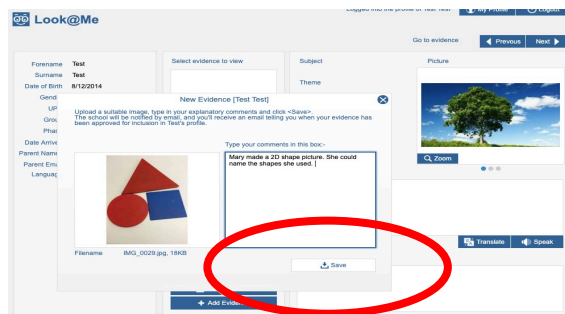 Look@Me
Logged into the profile of Test Test
My Profile
Logout
Go to evidence
Prevous
Next
Forename Test
Surname Test
Date of Birth 8/12/2014
Gend
UP
Grou
Phas
Date Arrive
Parent Name
Parent Ema
Languag
Select evidence to view
Subject
Theme
Picture
Zoom
New Evidence [Test Test]
Upload a suitable image, type in your explanatory comments and click <Save>.
The school will be notified by email, and you'll receive an email telling you when your evidence has
been approved for inclusion in Test's profile.
Type your comments in this box:-
Mary made a 2D shape picture. She could
name the shapes she used.
Filename IMG_0029.jpg, 18KB
Save
Translate
Speak
+ Add Evidence